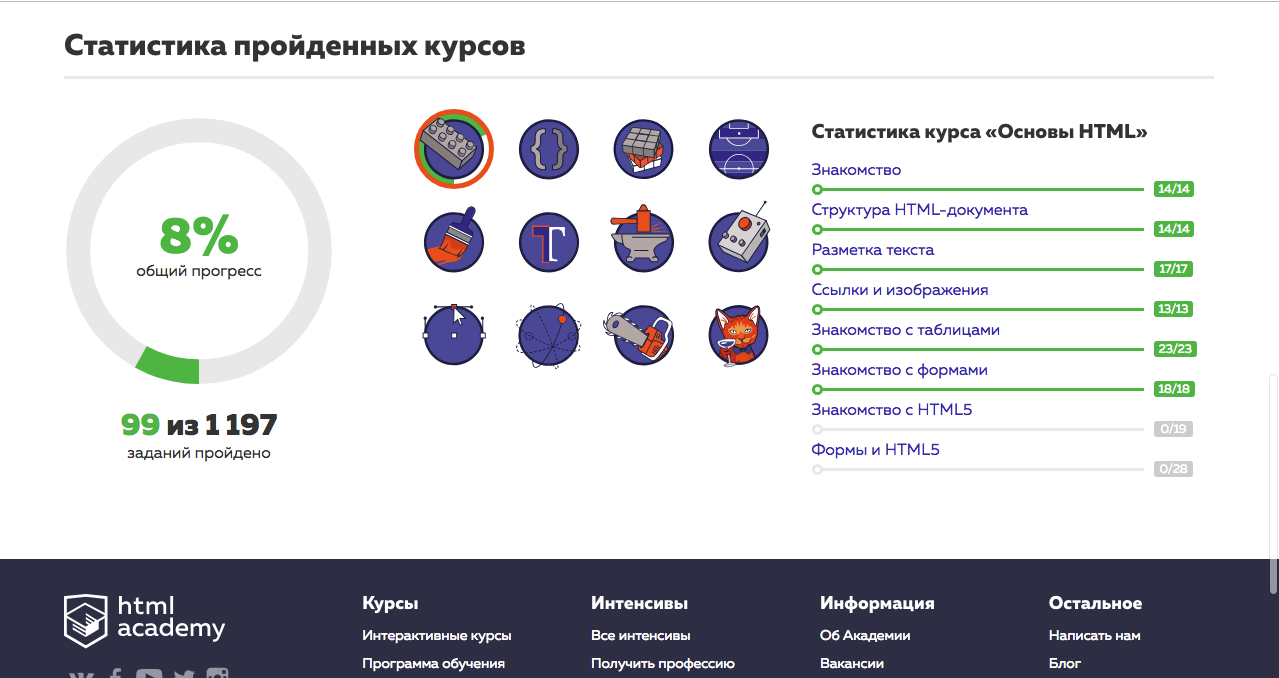 Статистика пройденных курсов
8%
общий прогресс
99 из 1 197
заданий пройдено
Статистика курса «Основы HTML»
Знакомство
14/14
Структура HTML-документа
14/14
Разметка текста
17/17
Ссылки и изображения
13/13
Знакомство с таблицами
23/23
Знакомство с формами
18/18
Знакомство с HTML5
0/19
Формы и HTML5
0/28
html
academy
Курсы
Интерактивные курсы
Программа обучения
Интенсивы
Все интенсивы
Получить профессию
Информация
Об Академии
Вакансии
Остальное
Написать нам
Блог